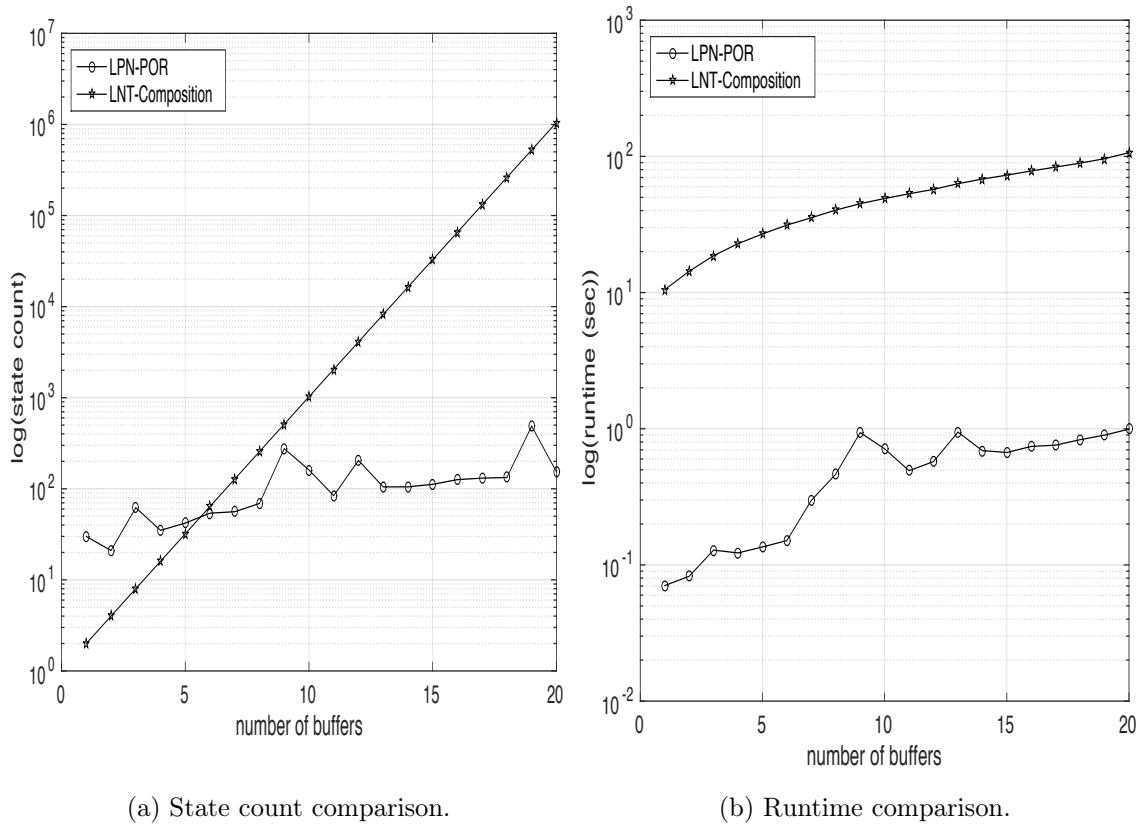 10^7
10^6
10^5
10^4
10^3
10^2
10^1
10^0
log(state count)
LPN-POR
LNT-Composition
0 5 10 15 20
number of buffers
(a) State count comparison.
10^3
10^2
10^1
10^0
10^-1
10^-2
log(runtime (sec))
LPN-POR
LNT-Composition
0 5 10 15 20
number of buffers
(b) Runtime comparison.